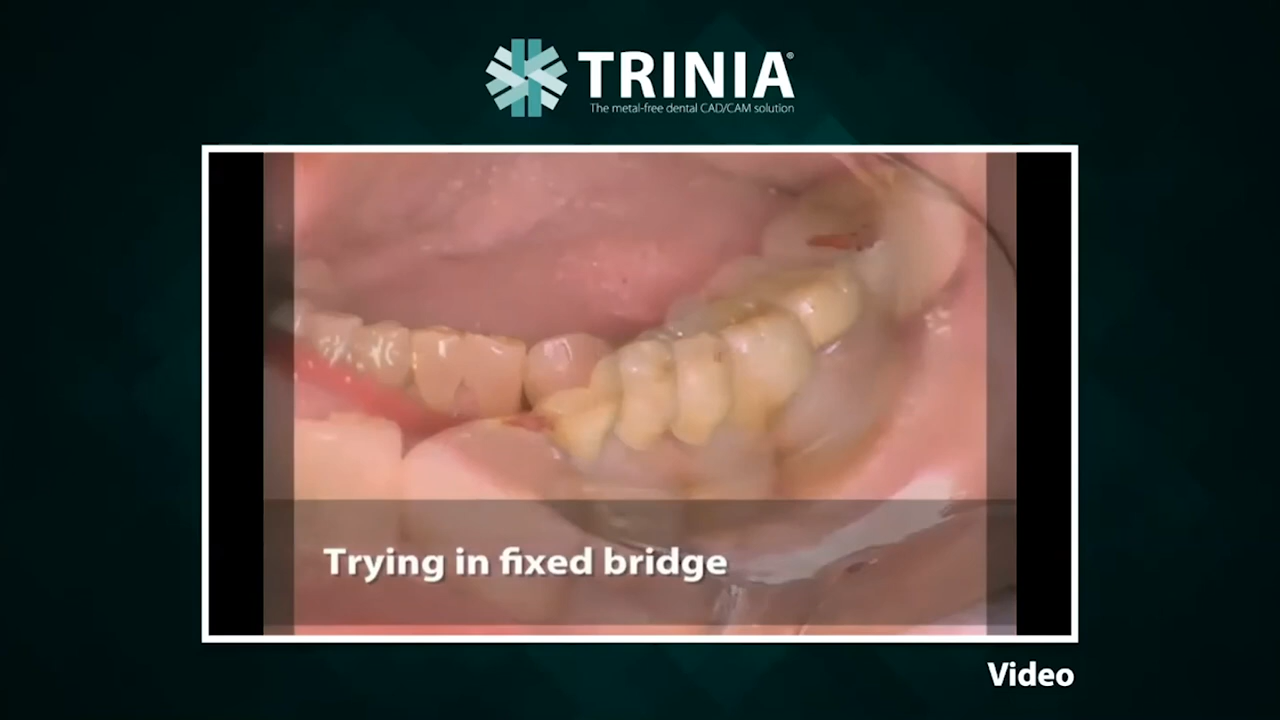 TRINIA®
The metal-free dental CAD/CAM solution
Trying in fixed bridge
Video